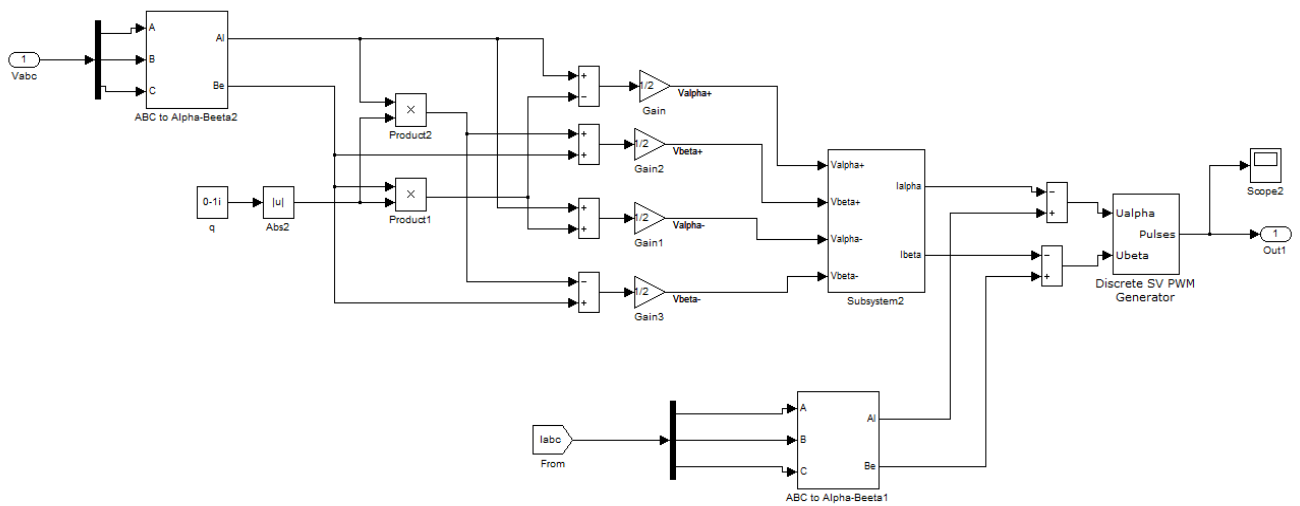 1
Vabc
A
B
C
Al
Be
ABC to Alpha-Beeta2
×
Product2
×
Product1
0-1i
q
|u|
Abs2
+
−
1/2
Gain
Valpha+
+
+
1/2
Gain2
Vbeta+
+
+
1/2
Gain1
Valpha-
−
+
1/2
Gain3
Vbeta-
Valpha+
Vbeta+
Valpha-
Vbeta-
Ialpha
Ibeta
Subsystem2
−
+
−
+
Ualpha
Pulses
Ubeta
Discrete SV PWM
Generator
Scope2
1
Out1
Iabc
From
A
B
C
Al
Be
ABC to Alpha-Beeta1